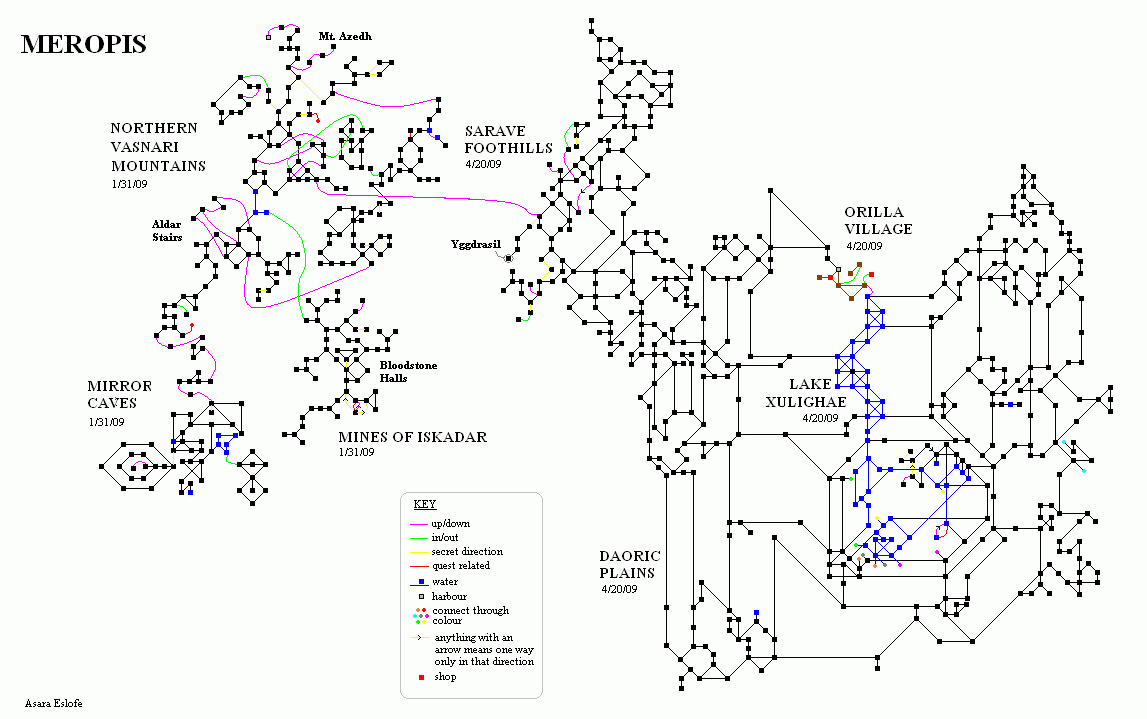 MEROPIS
Mt. Azedh
NORTHERN
VASNARI
MOUNTAINS
1/31/09
SARAVE
FOOTHILLS
4/20/09
Aldar
Stairs
Yggdrasil
ORILLA
VILLAGE
4/20/09
Bloodstone
Halls
MIRROR
CAVES
1/31/09
LAKE
XULIGHAE
4/20/09
MINES OF ISKADAR
1/31/09
DAORIC
PLAINS
4/20/09
KEY
up/down
in/out
secret direction
quest related
water
harbour
connect through
colour
anything with an
arrow means one way
only in that direction
shop
Asara Eslofe